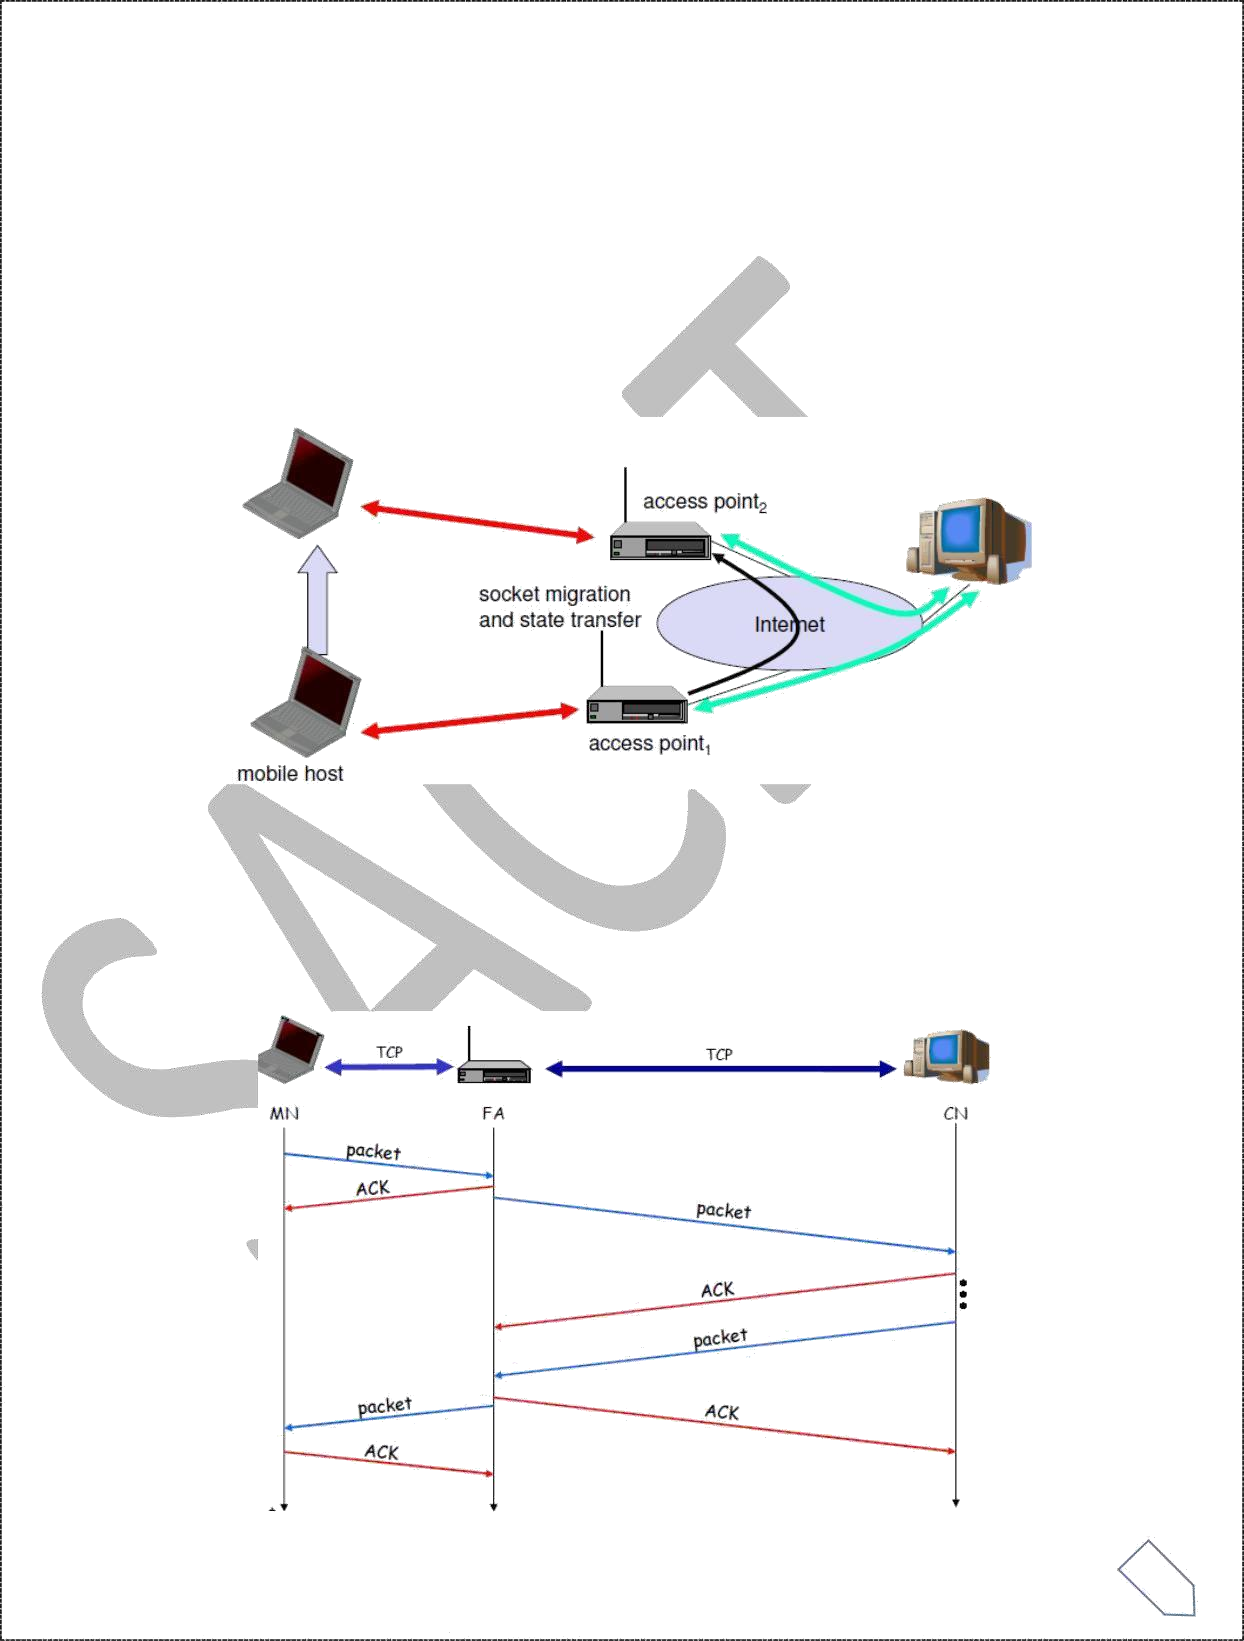 access point2
socket migration
and state transfer
Internet
access point1
mobile host
TCP
TCP
MN
FA
CN
packet
ACK
packet
ACK
packet
packet
ACK
ACK